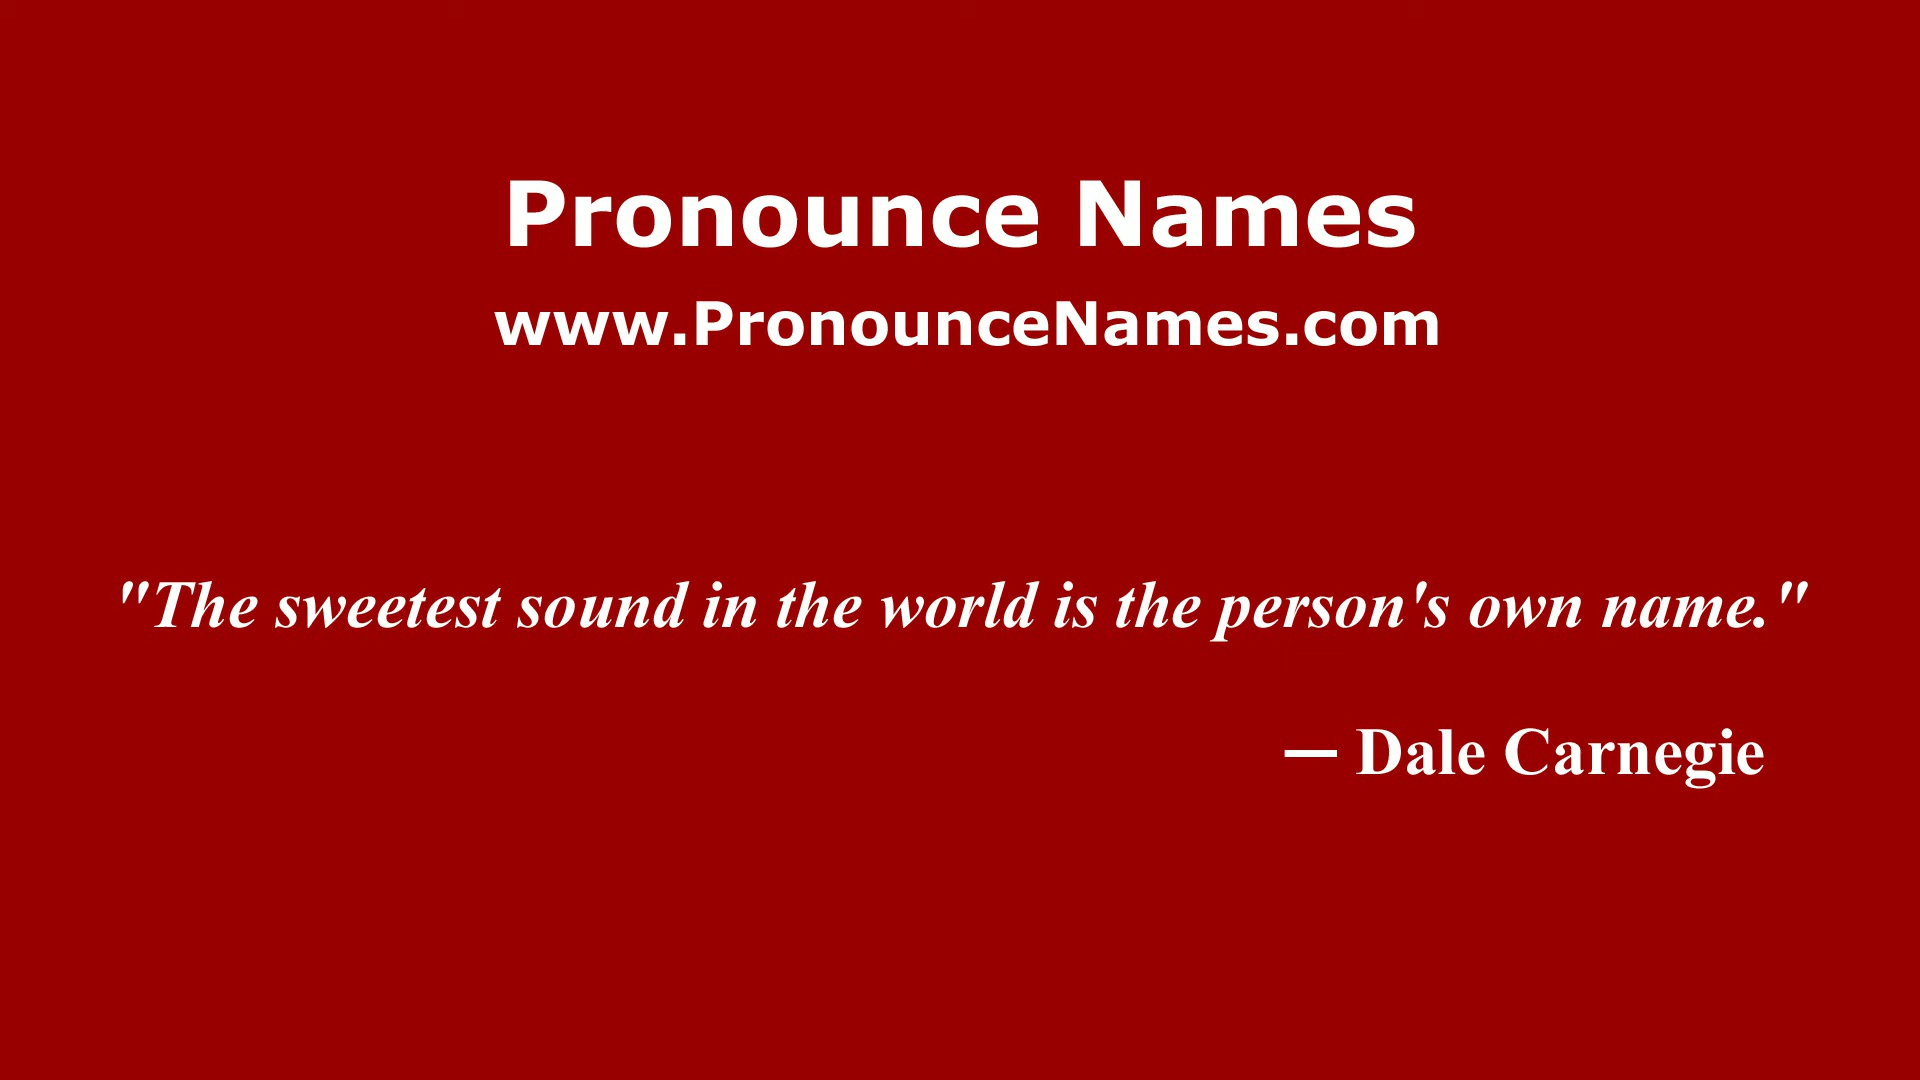 Pronounce Names
www.PronounceNames.com
"The sweetest sound in the world is the person's own name."
— Dale Carnegie